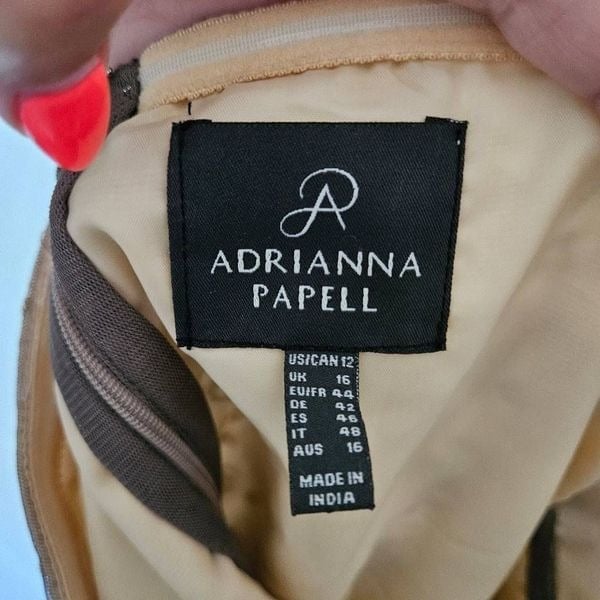 ADRIANNA
PAPELL
US/CAN 12
UK 16
EU/FR 44
DE 42
ES 46
IT 48
AUS 16
MADE IN
INDIA